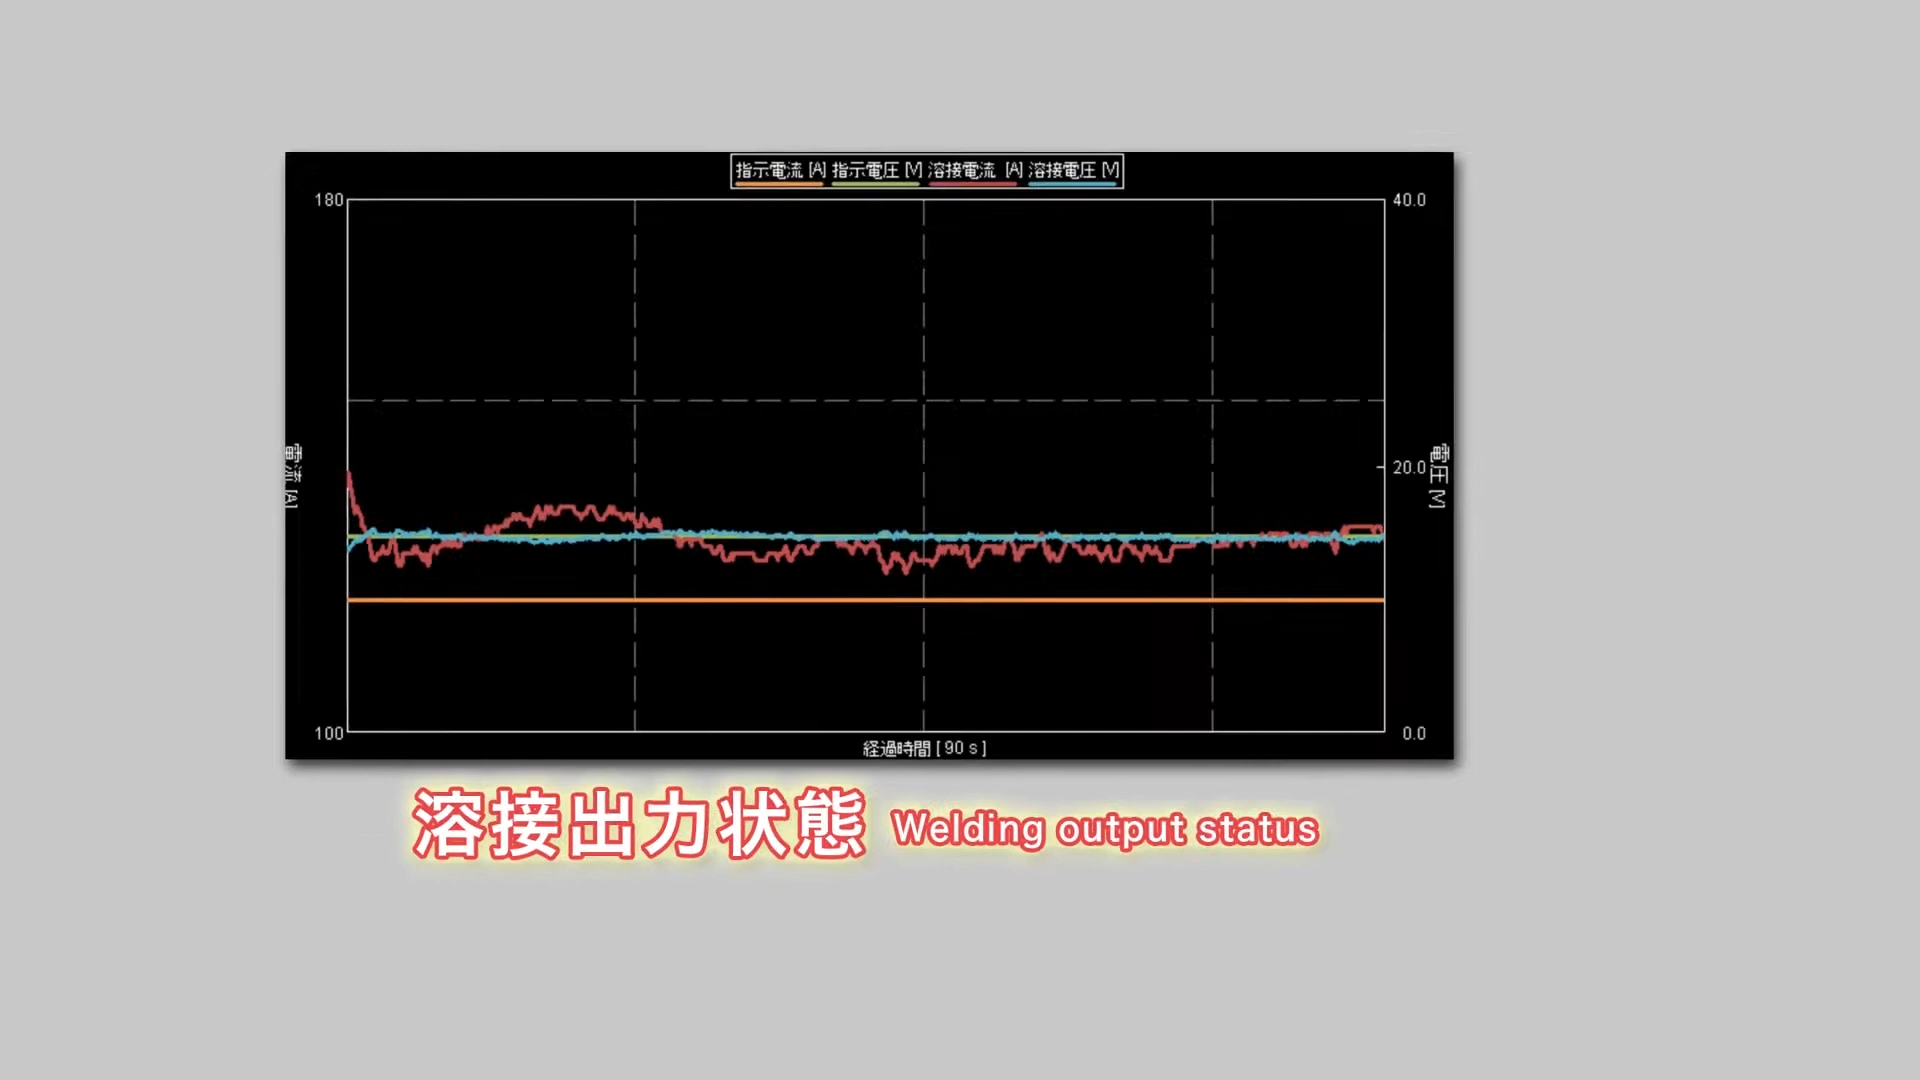 指示電流 [A] 指示電圧 [V] 溶接電流 [A] 溶接電圧 [V]
180
40.0
電流 [A]
20.0
電圧 [V]
100
0.0
経過時間 [ 90 s ]
溶接出力状態 Welding output status